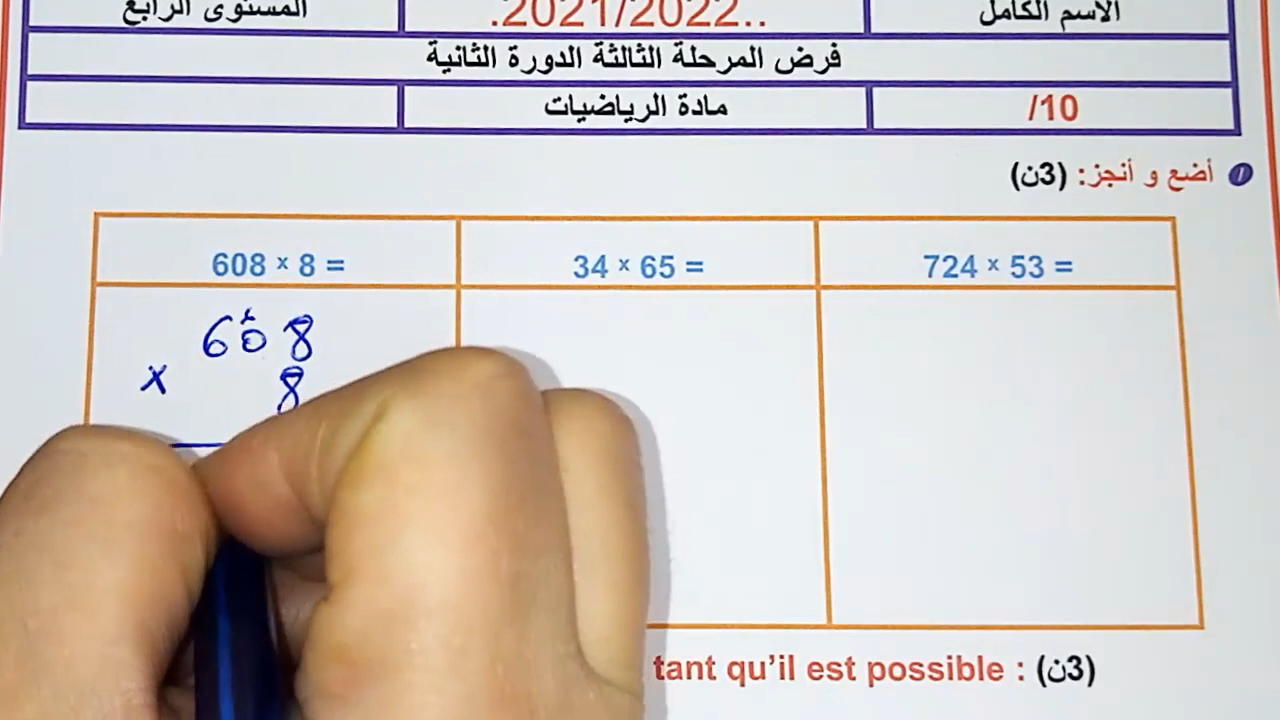 الاسم الكامل .2021/2022.. المستوى الرابع
فرض المرحلة الثالثة الدورة الثانية
/10 مادة الرياضيات
1 أضع و أنجز: (3ن)
608 × 8 = 34 × 65 = 724 × 53 =
608
× 8
tant qu’il est possible : (3ن)